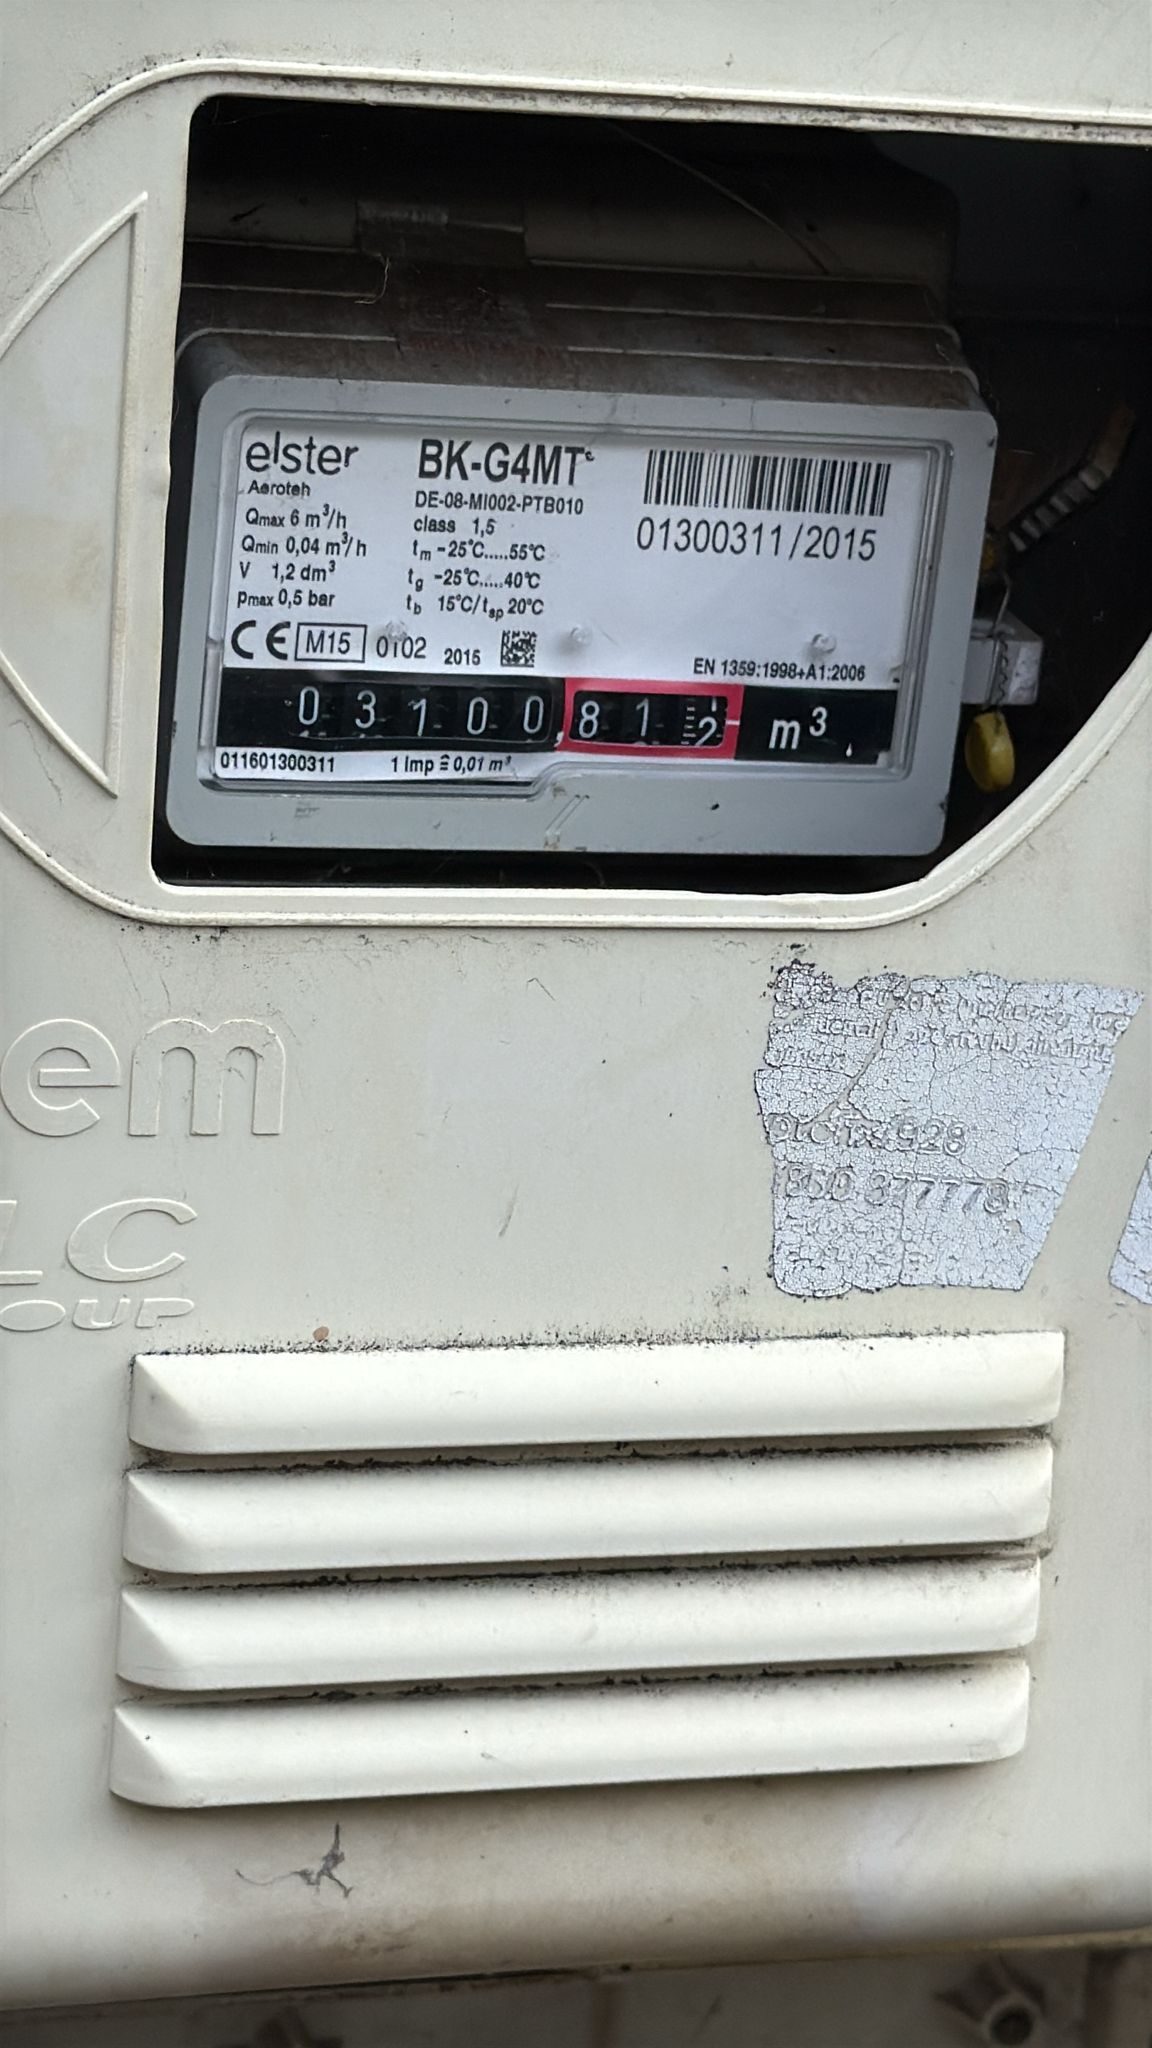 elster
Aeroteh
BK-G4MT
DE-08-MI002-PTB010
class 1,5
Qmax 6 m³/h
Qmin 0,04 m³/h
V 1,2 dm³
pmax 0,5 bar
tm -25°C.....55°C
tg -25°C.....40°C
tb 15°C/tsp 20°C
01300311/2015
CE M15 0102 2015
EN 1359:1998+A1:2006
03100,812 m³
011601300311 1 Imp ≙ 0,01 m³
em
LC
OUP
928